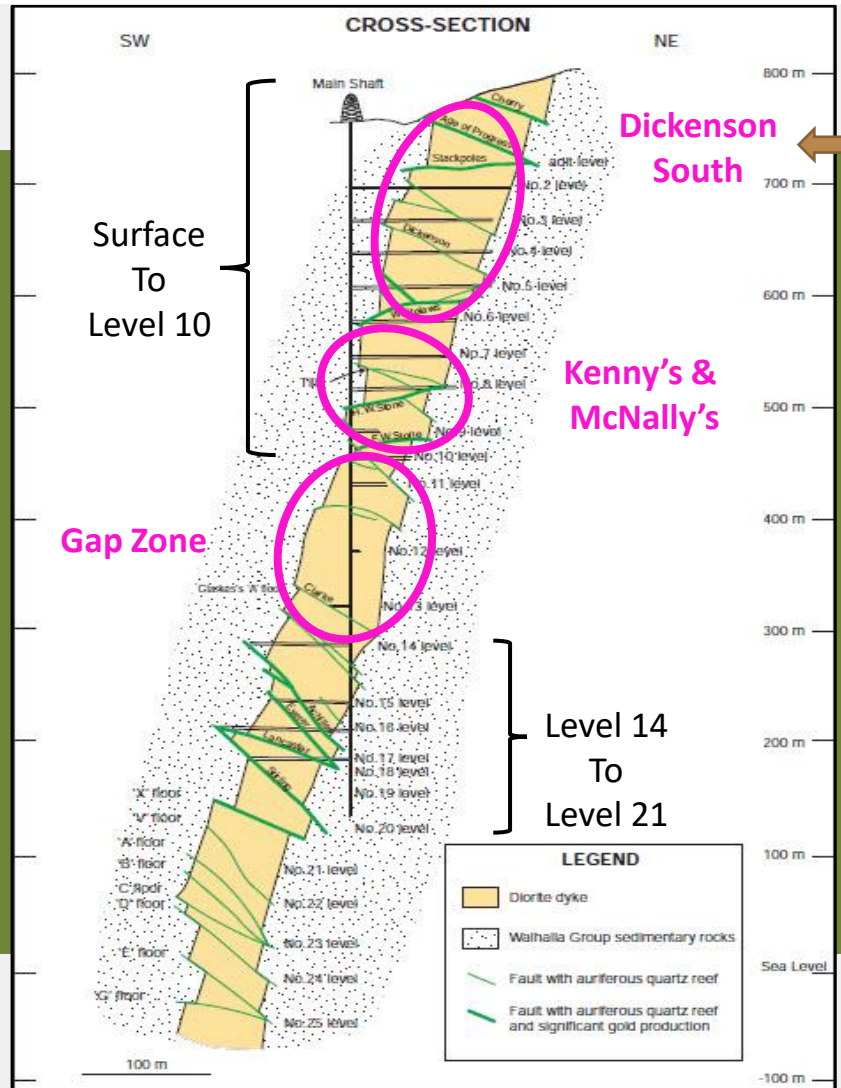 CROSS-SECTION
SW
NE
Main Shaft
800 m
Cherry
Age of Progress
Dickenson
South
Stackpoles
adit level
No.2 level
700 m
No.3 level
Surface
To
Level 10
Dickenson
No.4 level
No.5 level
600 m
No.6 level
No.7 level
Kenny's &
McNally's
No.8 level
H.W.Stone
500 m
No.9 level
F.W.Stone
No.10 level
No.11 level
Gap Zone
400 m
No.12 level
'A' floor
Clarke
No.13 level
300 m
No.14 level
No.15 level
No.16 level
Lancaster
Level 14
To
Level 21
200 m
No.17 level
No.18 level
No.19 level
No.20 level
'X' floor
'V' floor
'A' floor
'B' floor
'C' floor
'D' floor
'E' floor
'G' floor
100 m
No.21 level
No.22 level
No.23 level
No.24 level
No.25 level
LEGEND
Diorite dyke
Walhalla Group sedimentary rocks
Fault with auriferous quartz reef
Fault with auriferous quartz reef
and significant gold production
Sea Level
-100 m
100 m